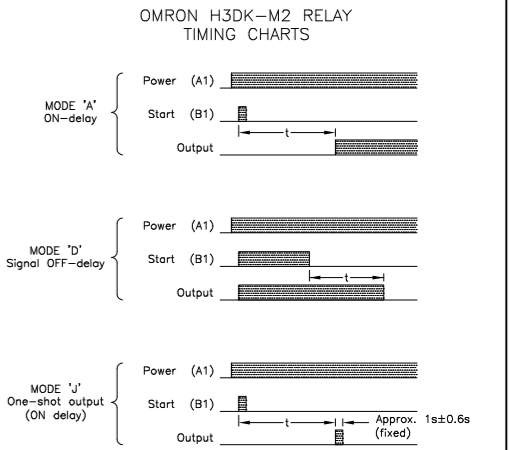 OMRON H3DK-M2 RELAY
TIMING CHARTS
MODE 'A'
ON-delay
Power (A1)
Start (B1)
t
Output
MODE 'D'
Signal OFF-delay
Power (A1)
Start (B1)
t
Output
MODE 'J'
One-shot output
(ON delay)
Power (A1)
Start (B1)
t
Approx. 1s±0.6s
(fixed)
Output